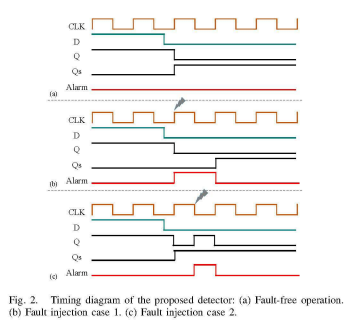 CLK
D
Q
Qs
(a) Alarm
CLK
D
Q
Qs
(b) Alarm
CLK
D
Q
Qs
(c) Alarm
Fig. 2. Timing diagram of the proposed detector: (a) Fault-free operation.
(b) Fault injection case 1. (c) Fault injection case 2.